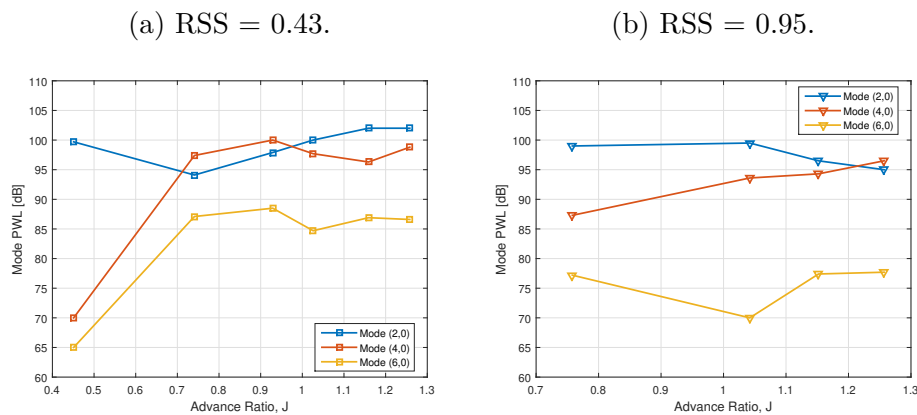 (a) RSS = 0.43.
(b) RSS = 0.95.
110
105
100
95
90
85
80
75
70
65
60
Mode PWL [dB]
0.4 0.5 0.6 0.7 0.8 0.9 1 1.1 1.2 1.3
Advance Ratio, J
Mode (2,0)
Mode (4,0)
Mode (6,0)
110
105
100
95
90
85
80
75
70
65
60
Mode PWL [dB]
0.7 0.8 0.9 1 1.1 1.2 1.3
Advance Ratio, J
Mode (2,0)
Mode (4,0)
Mode (6,0)